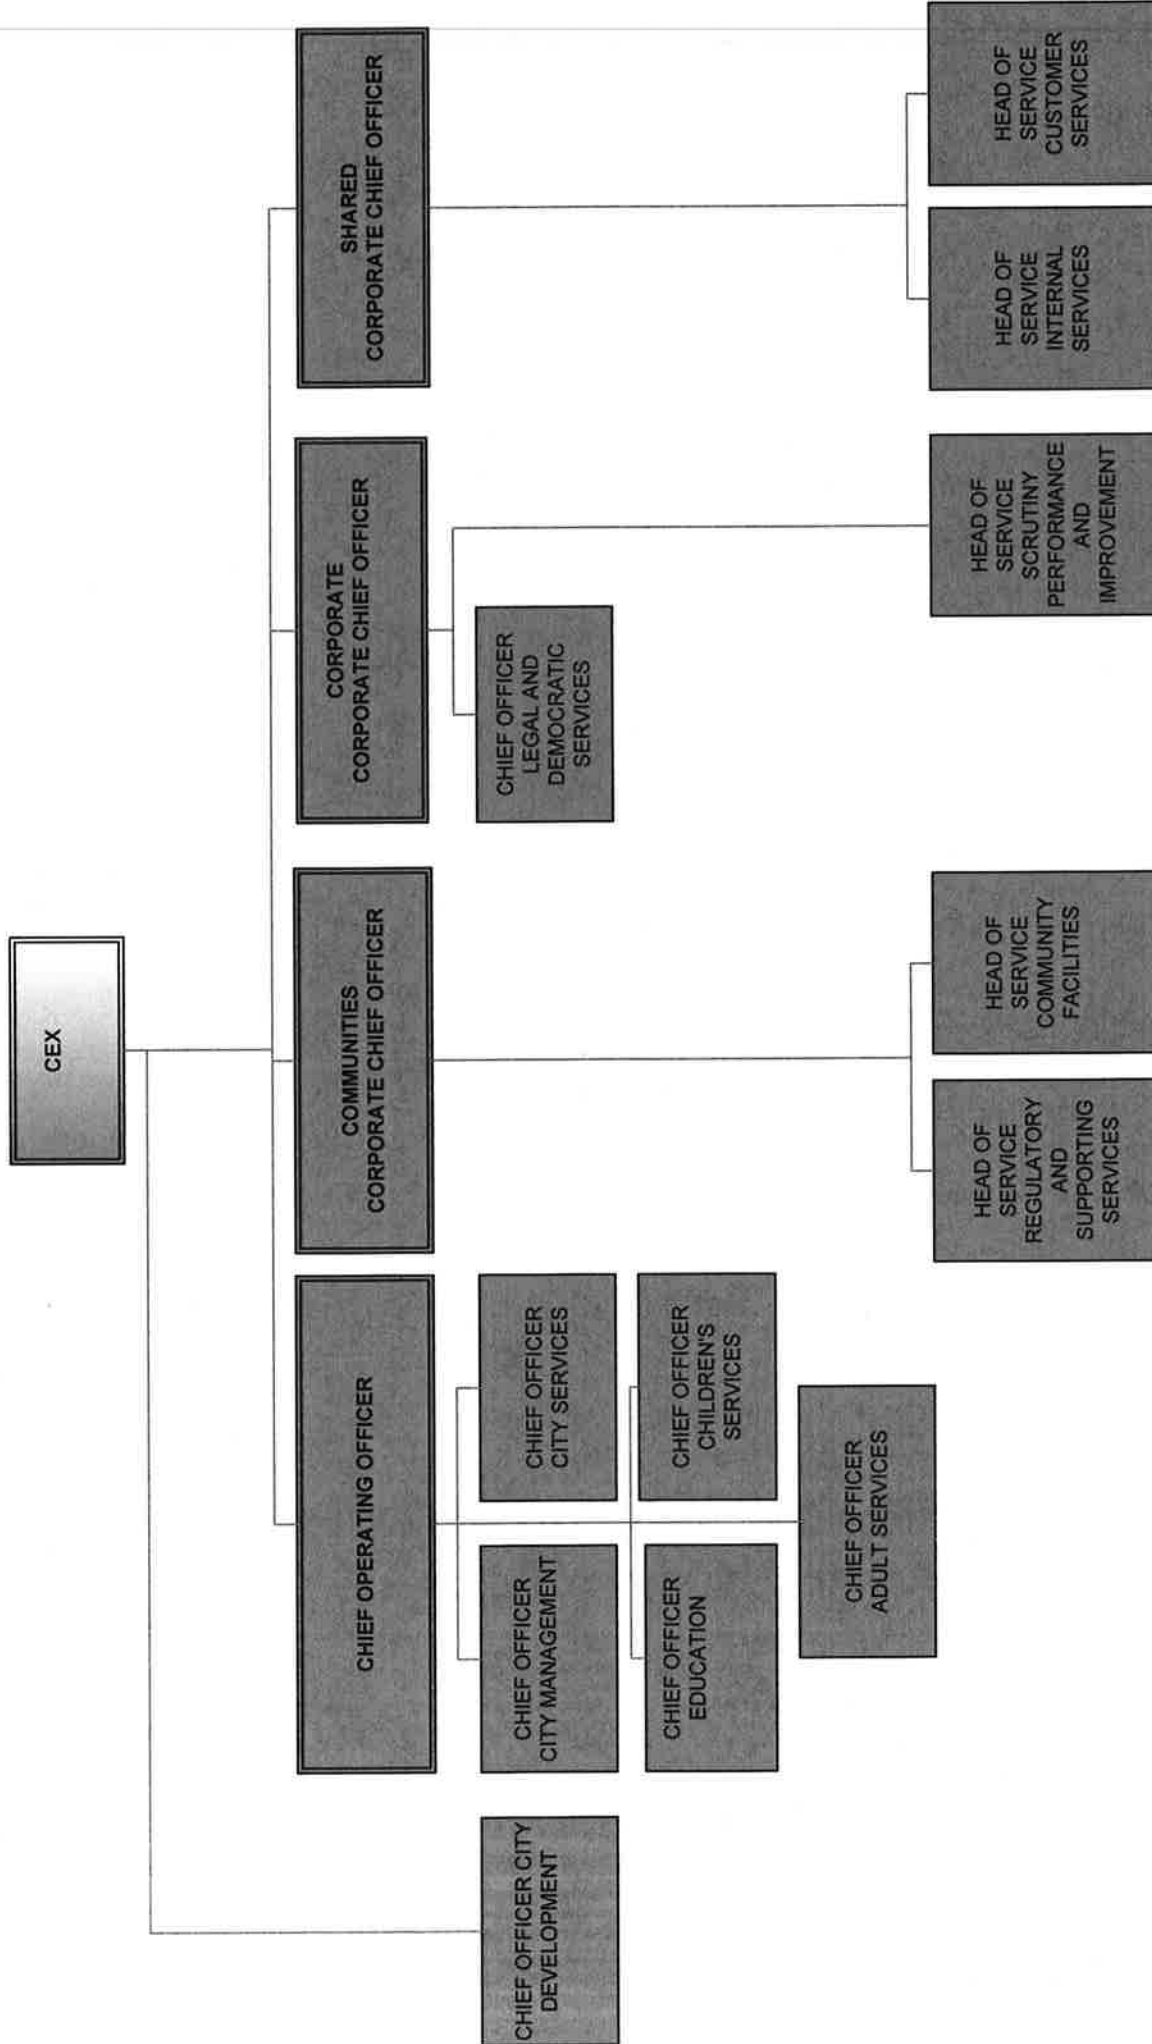 CEX
CHIEF OPERATING OFFICER
COMMUNITIES
CORPORATE CHIEF OFFICER
CORPORATE
CORPORATE CHIEF OFFICER
SHARED
CORPORATE CHIEF OFFICER
CHIEF OFFICER CITY
DEVELOPMENT
CHIEF OFFICER
CITY MANAGEMENT
CHIEF OFFICER
CITY SERVICES
CHIEF OFFICER
LEGAL AND
DEMOCRATIC
SERVICES
CHIEF OFFICER
EDUCATION
CHIEF OFFICER
CHILDREN'S
SERVICES
CHIEF OFFICER
ADULT SERVICES
HEAD OF
SERVICE
REGULATORY
AND
SUPPORTING
SERVICES
HEAD OF
SERVICE
COMMUNITY
FACILITIES
HEAD OF
SERVICE
SCRUTINY
PERFORMANCE
AND
IMPROVEMENT
HEAD OF
SERVICE
INTERNAL
SERVICES
HEAD OF
SERVICE
CUSTOMER
SERVICES